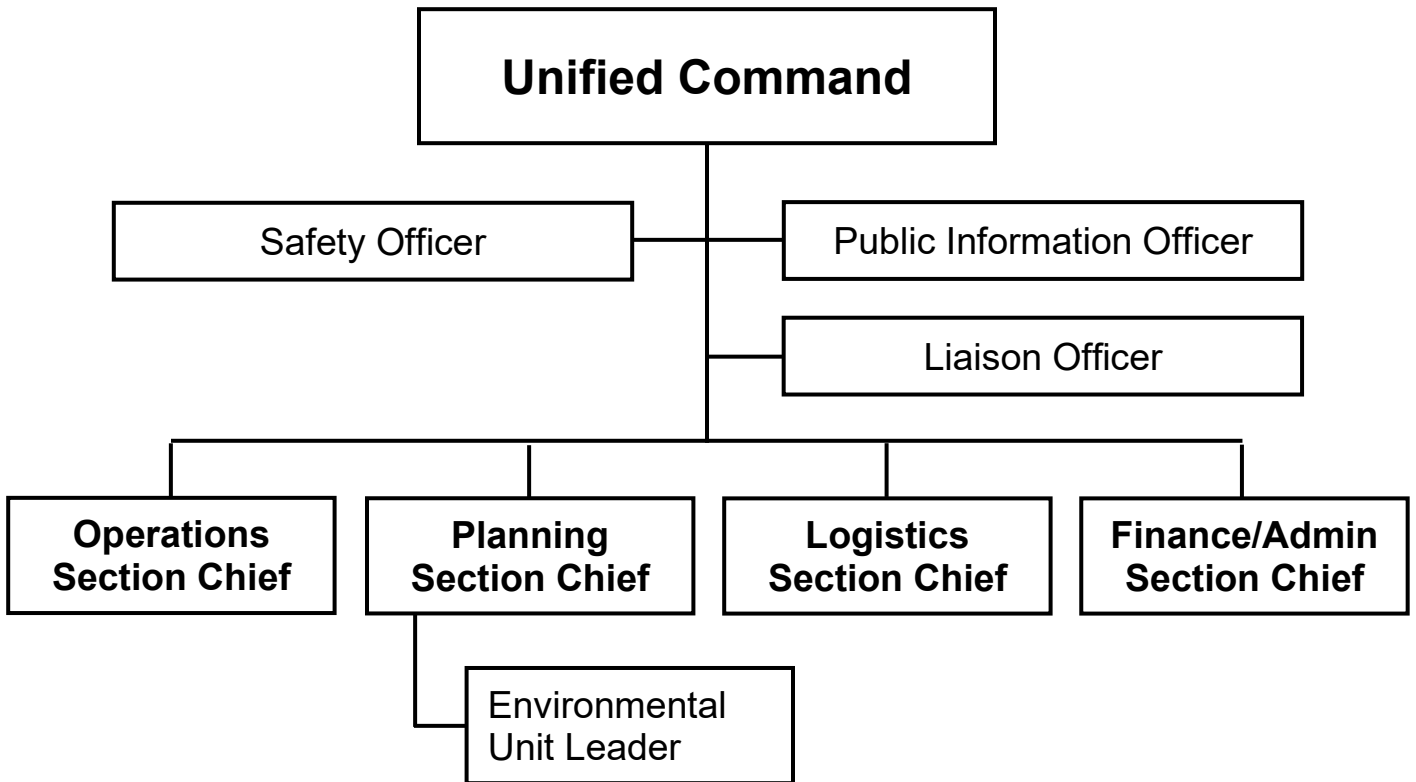 Unified Command
Safety Officer
Public Information Officer
Liaison Officer
Operations
Section Chief
Planning
Section Chief
Logistics
Section Chief
Finance/Admin
Section Chief
Environmental
Unit Leader